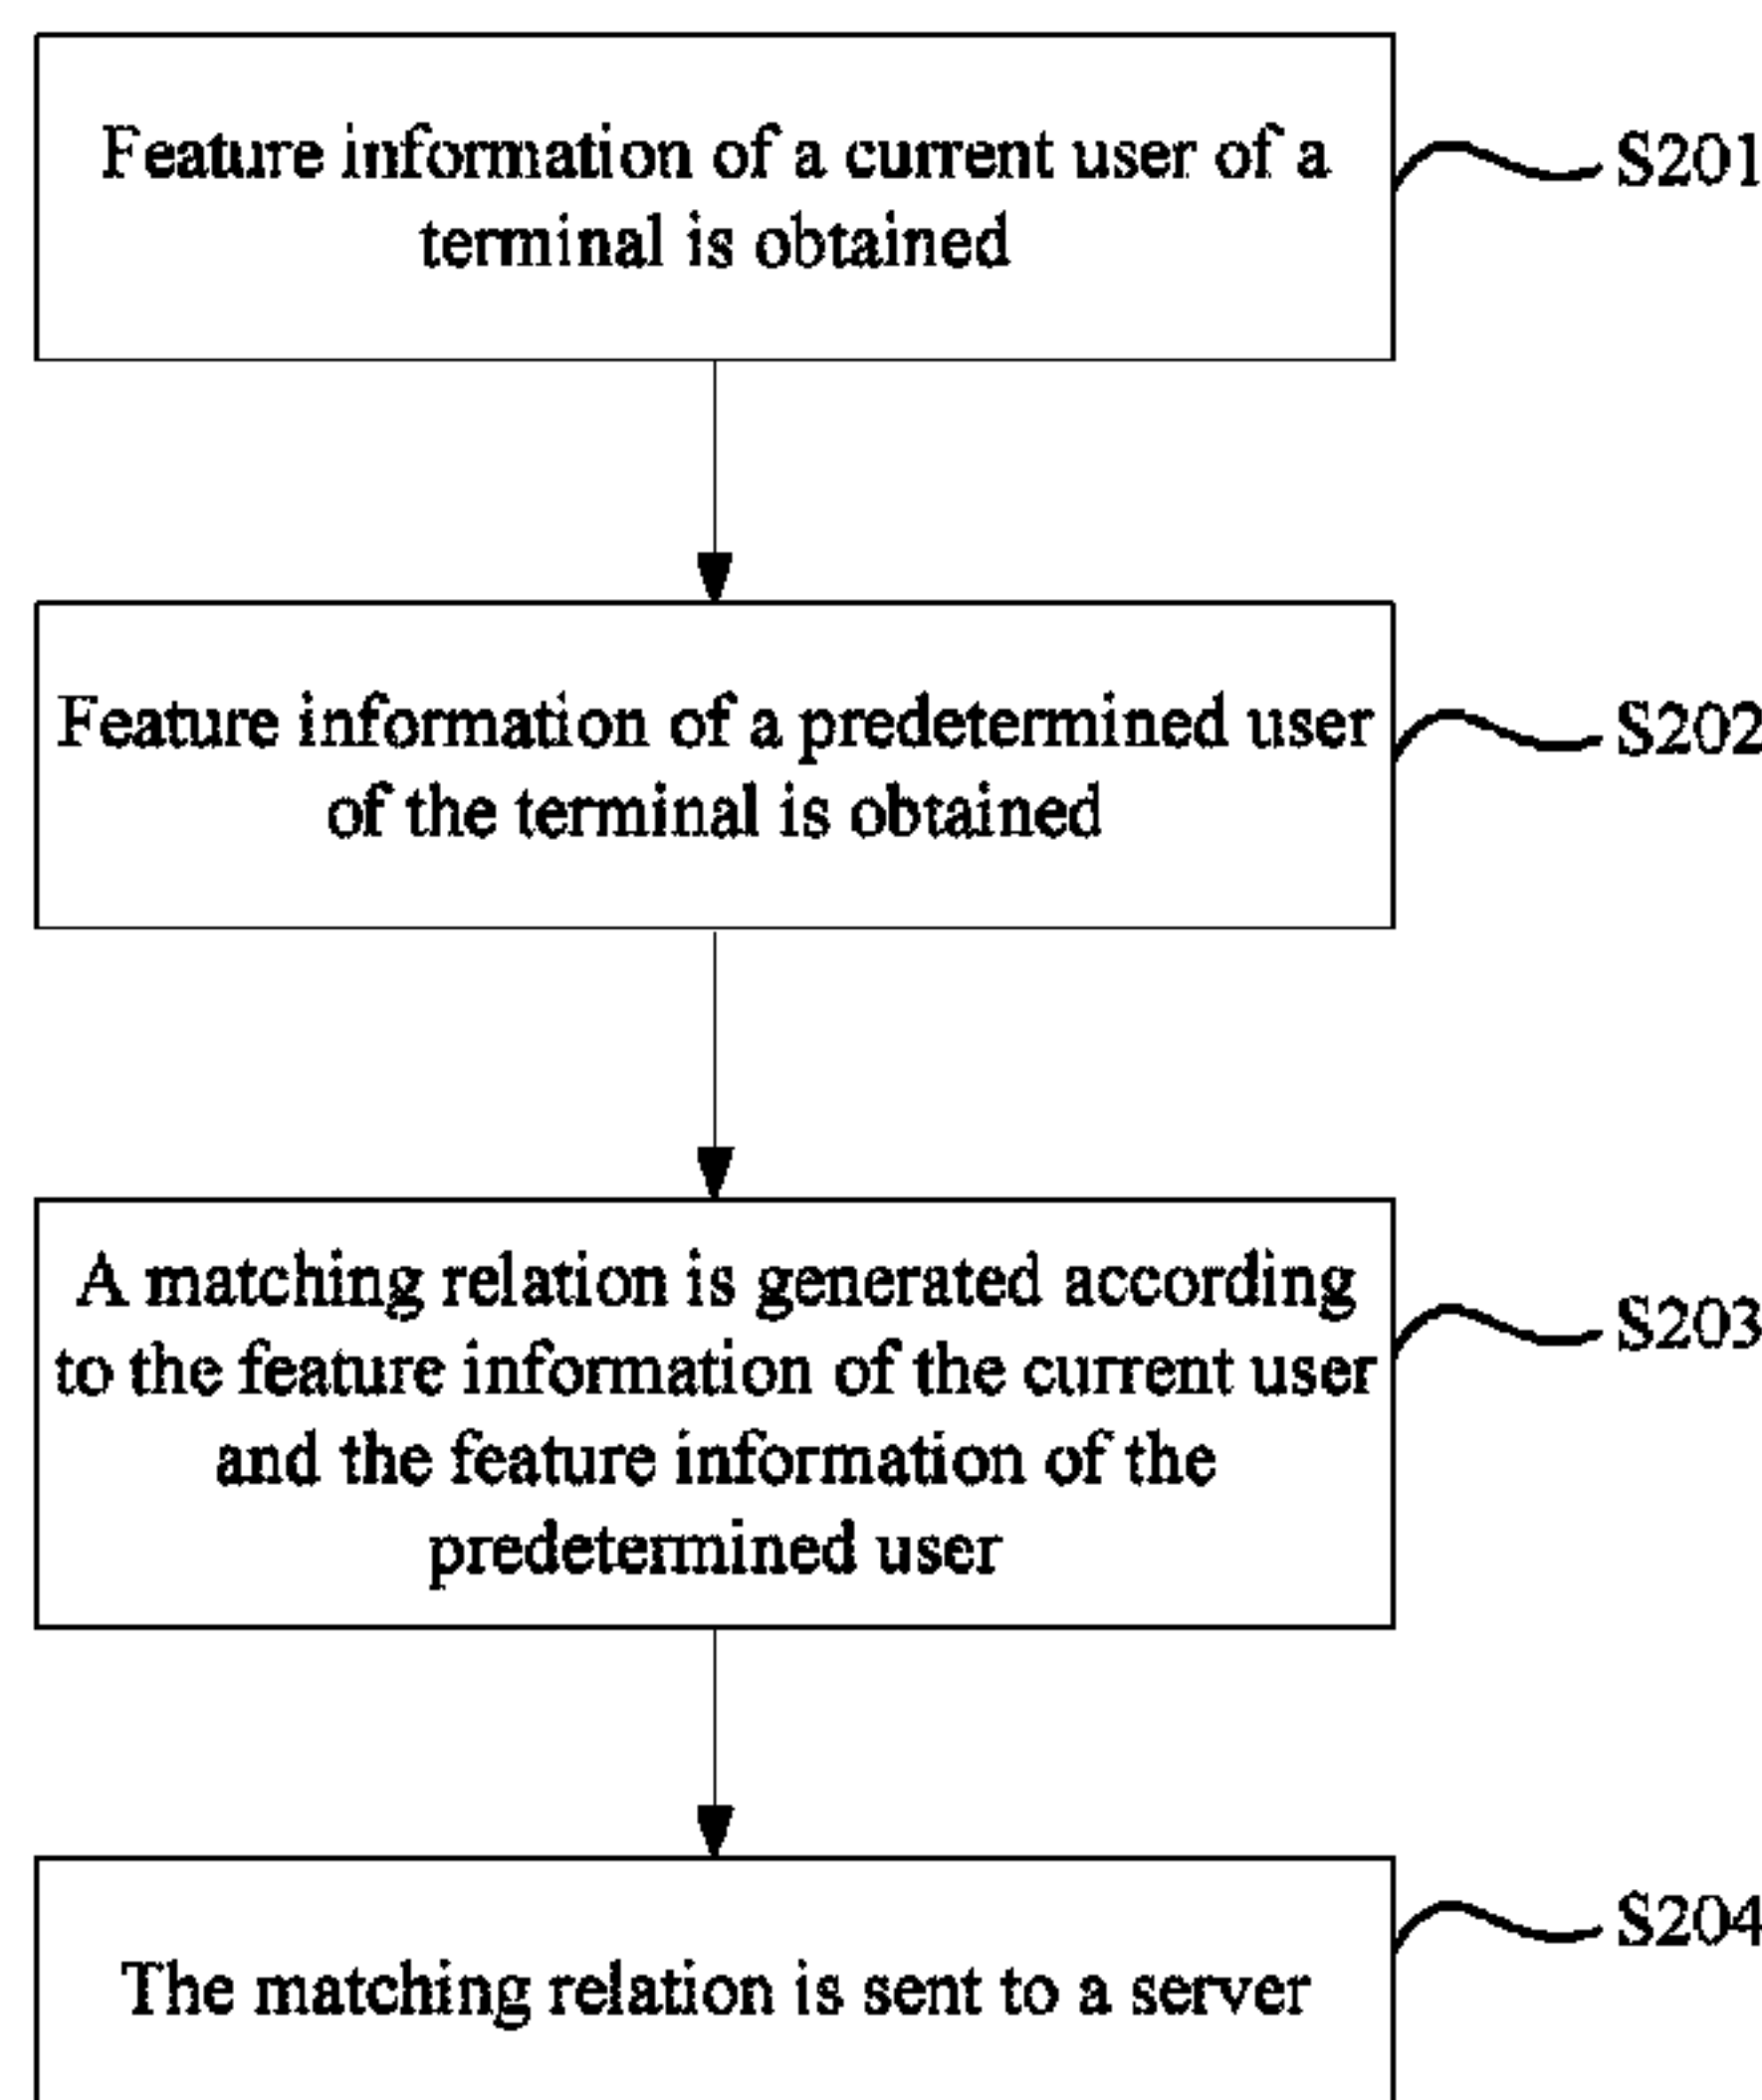 Feature information of a current user of a
terminal is obtained
S201
Feature information of a predetermined user
of the terminal is obtained
S202
A matching relation is generated according
to the feature information of the current user
and the feature information of the
predetermined user
S203
The matching relation is sent to a server
S204